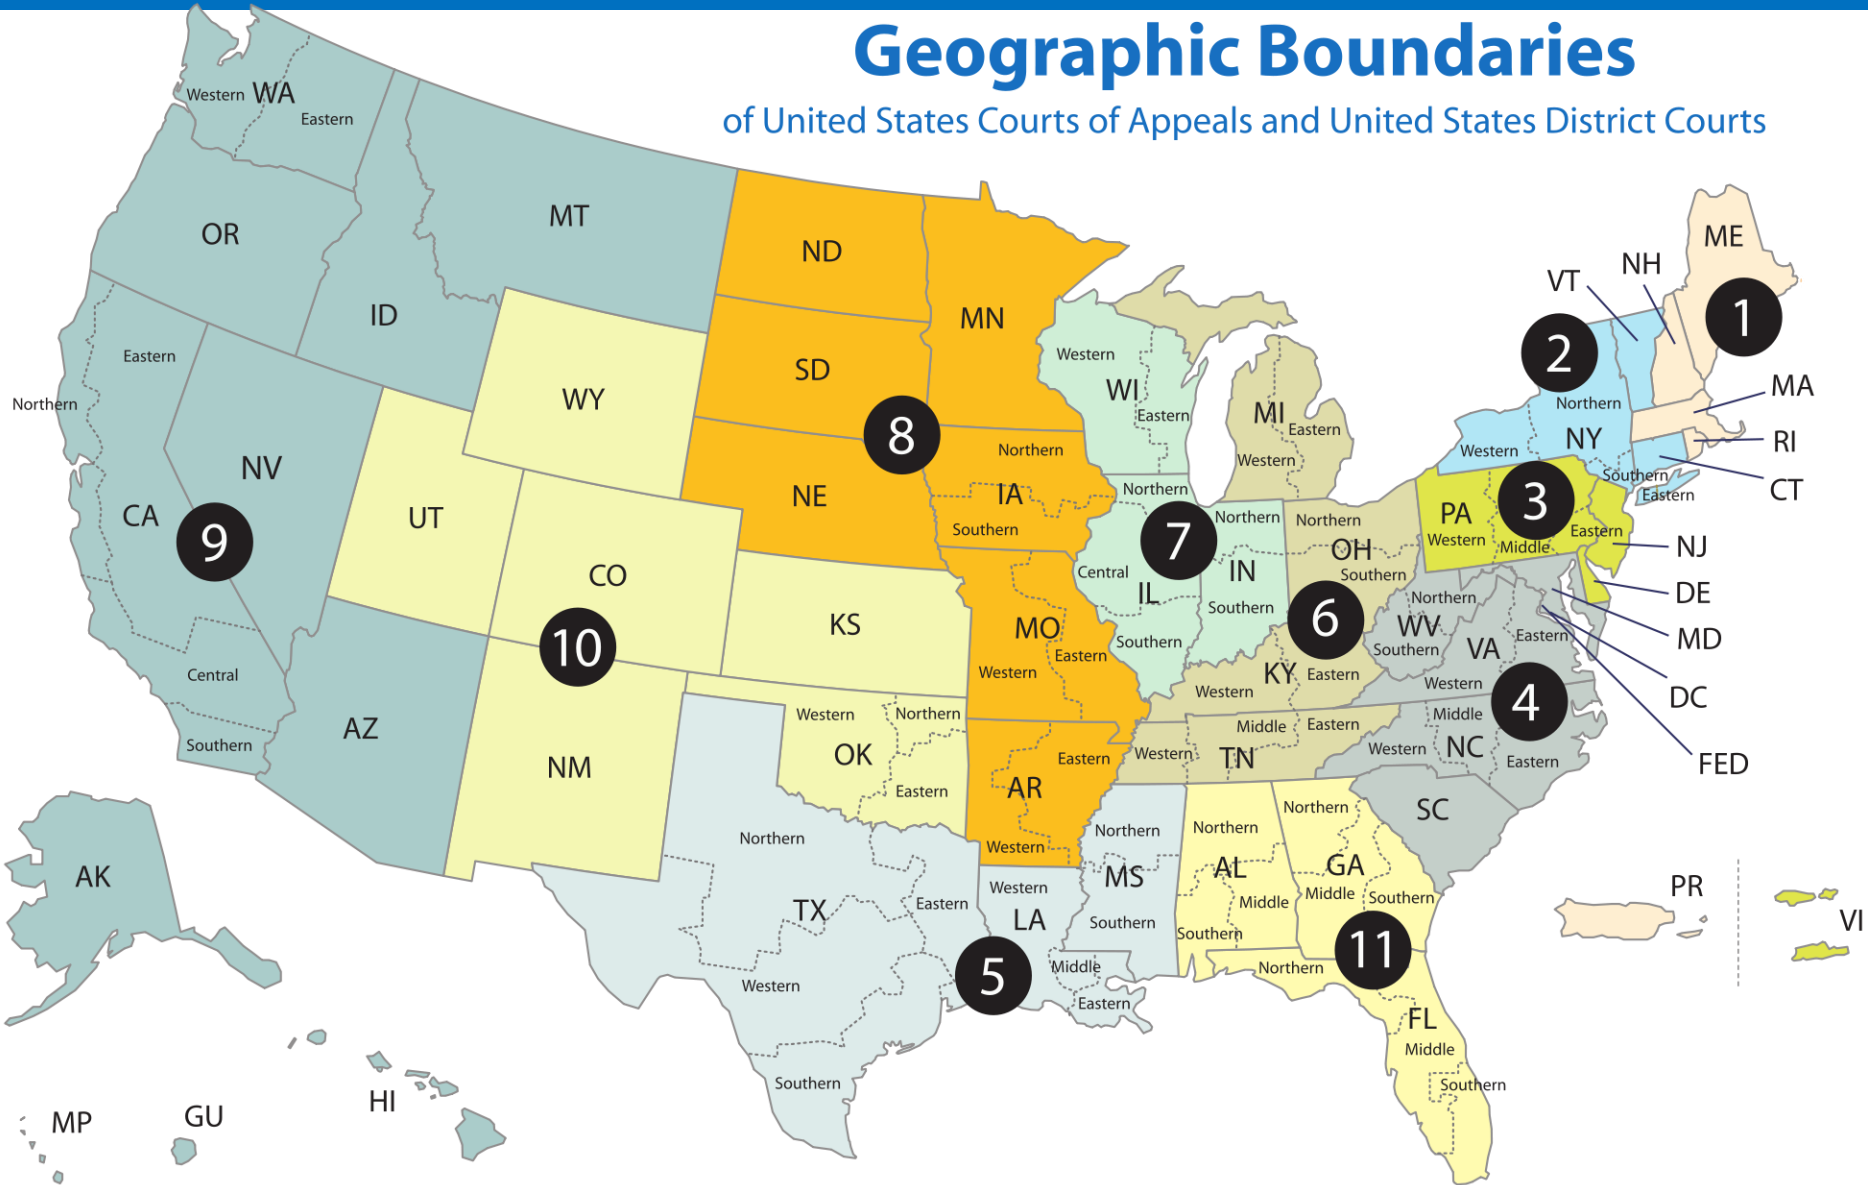 Geographic Boundaries
of United States Courts of Appeals and United States District Courts
Western
WA
Eastern
OR
MT
ID
Eastern
Northern
NV
CA
9
Central
Southern
AZ
WY
UT
CO
10
NM
KS
Western
Northern
OK
Eastern
ND
MN
SD
8
NE
Northern
IA
Southern
MO
Western
Eastern
Eastern
AR
Western
Western
WI
Eastern
Northern
7
Central
IL
Southern
Northern
IN
Southern
MI
Eastern
Western
Northern
OH
Southern
6
KY
Eastern
Western
Middle
Eastern
Western
TN
ME
1
NH
VT
2
MA
Northern
NY
RI
Western
Southern
Eastern
CT
3
PA
Western
Middle
Eastern
NJ
DE
MD
DC
FED
Northern
WV
Southern
VA
Eastern
Western
4
Middle
Western
NC
Eastern
SC
Northern
TX
Eastern
Western
Southern
5
Western
LA
Middle
Eastern
Northern
MS
Southern
Northern
AL
Middle
Southern
Northern
GA
Middle
Southern
11
Northern
FL
Middle
Southern
PR
VI
AK
HI
GU
MP